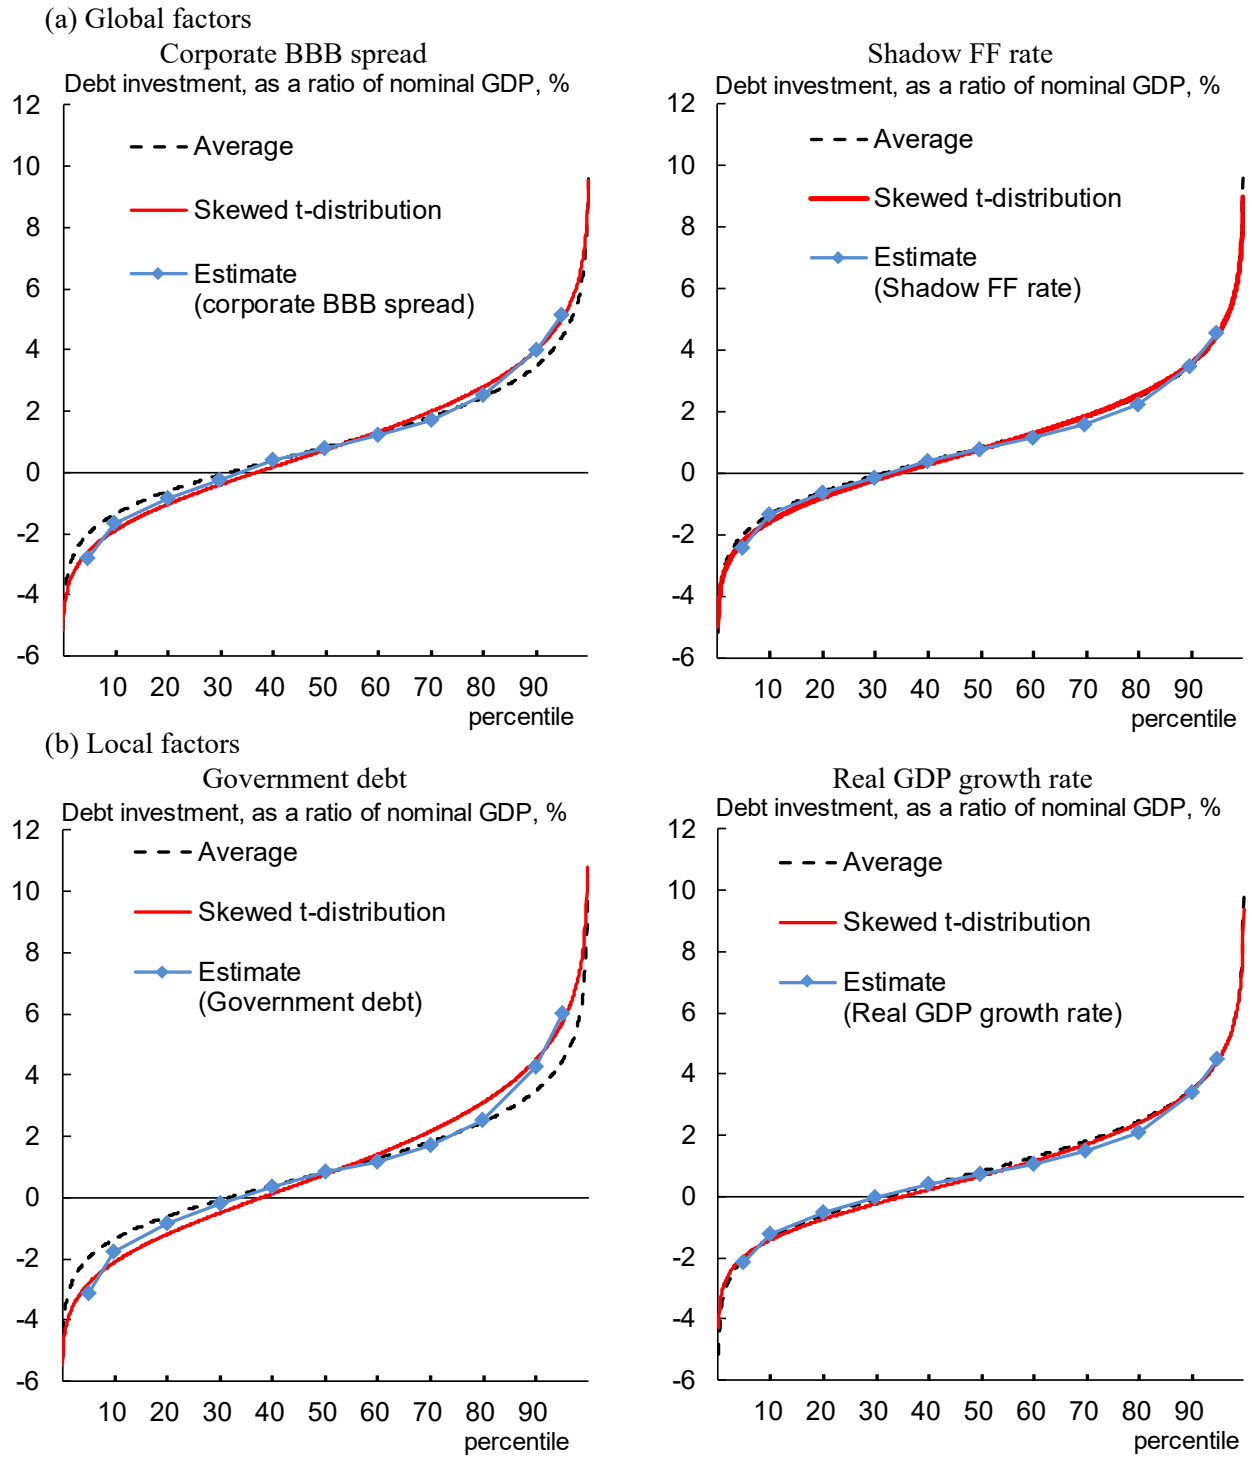 (a) Global factors
Corporate BBB spread
Debt investment, as a ratio of nominal GDP, %
12
10
8
6
4
2
0
-2
-4
-6
Average
Skewed t-distribution
Estimate
(corporate BBB spread)
10 20 30 40 50 60 70 80 90
percentile
Shadow FF rate
Debt investment, as a ratio of nominal GDP, %
12
10
8
6
4
2
0
-2
-4
-6
Average
Skewed t-distribution
Estimate
(Shadow FF rate)
10 20 30 40 50 60 70 80 90
percentile
(b) Local factors
Government debt
Debt investment, as a ratio of nominal GDP, %
12
10
8
6
4
2
0
-2
-4
-6
Average
Skewed t-distribution
Estimate
(Government debt)
10 20 30 40 50 60 70 80 90
percentile
Real GDP growth rate
Debt investment, as a ratio of nominal GDP, %
12
10
8
6
4
2
0
-2
-4
-6
Average
Skewed t-distribution
Estimate
(Real GDP growth rate)
10 20 30 40 50 60 70 80 90
percentile